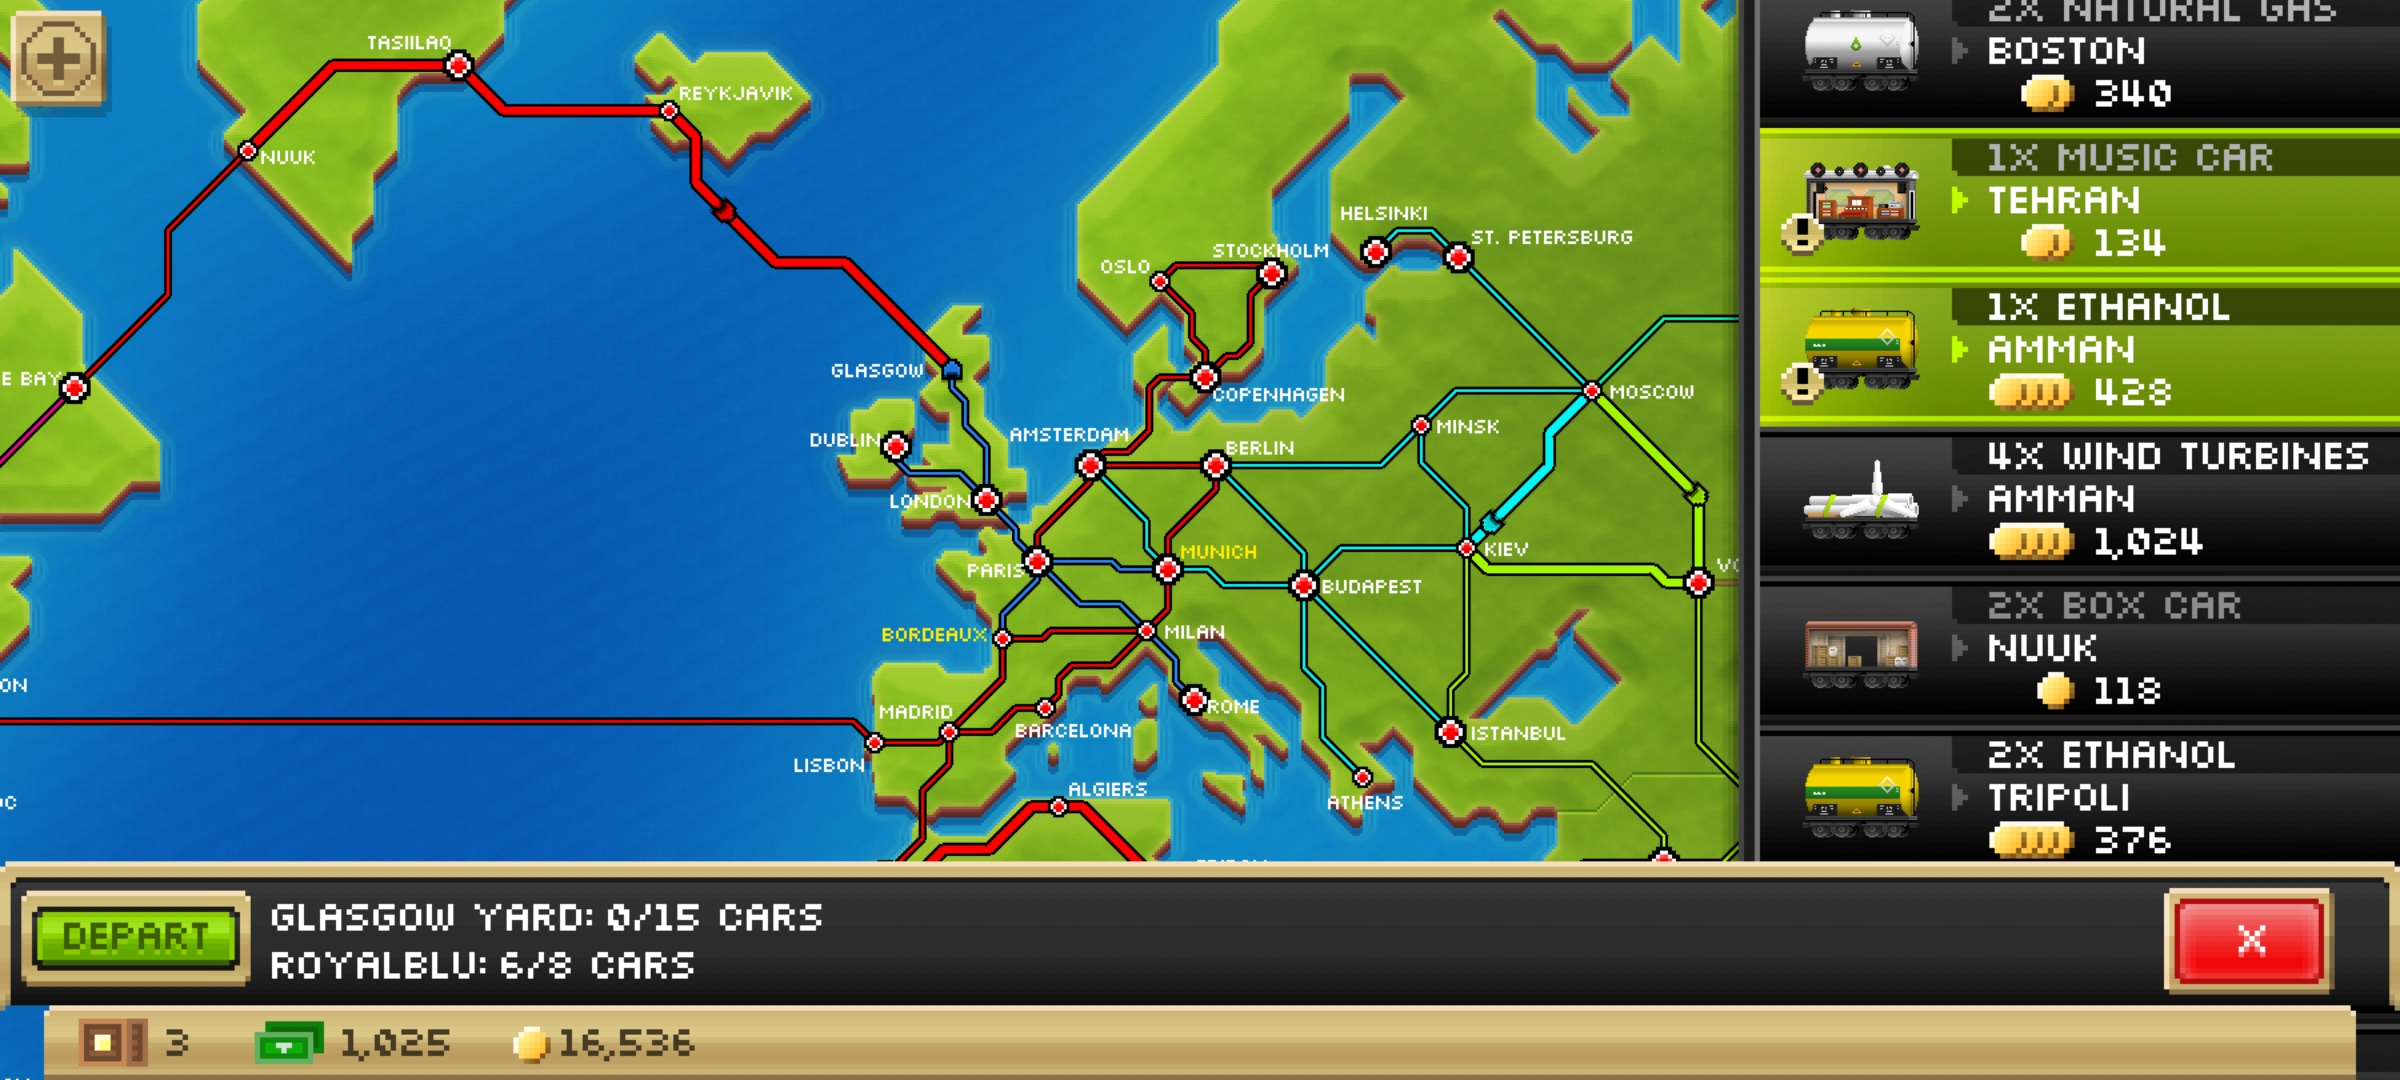 TASIILAQ
REYKJAVIK
NUUK
HELSINKI
ST. PETERSBURG
STOCKHOLM
OSLO
GLASGOW
E BAY
COPENHAGEN
MOSCOW
MINSK
AMSTERDAM
DUBLIN
BERLIN
LONDON
KIEV
MUNICH
PARIS
BUDAPEST
BORDEAUX
MILAN
ON
MADRID
ROME
BARCELONA
ISTANBUL
LISBON
ALGIERS
ATHENS
2X NATURAL GAS
BOSTON
340
1X MUSIC CAR
TEHRAN
134
1X ETHANOL
AMMAN
428
4X WIND TURBINES
AMMAN
1,024
2X BOX CAR
NUUK
118
2X ETHANOL
TRIPOLI
376
DEPART
GLASGOW YARD: 0/15 CARS
ROYALBLU: 6/8 CARS
X
3
1,025
16,536